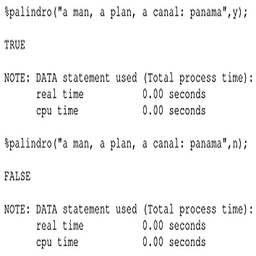 %palindro("a man, a plan, a canal: panama",y);
TRUE
NOTE: DATA statement used (Total process time):
real time 0.00 seconds
cpu time 0.00 seconds
%palindro("a man, a plan, a canal: panama",n);
FALSE
NOTE: DATA statement used (Total process time):
real time 0.00 seconds
cpu time 0.00 seconds